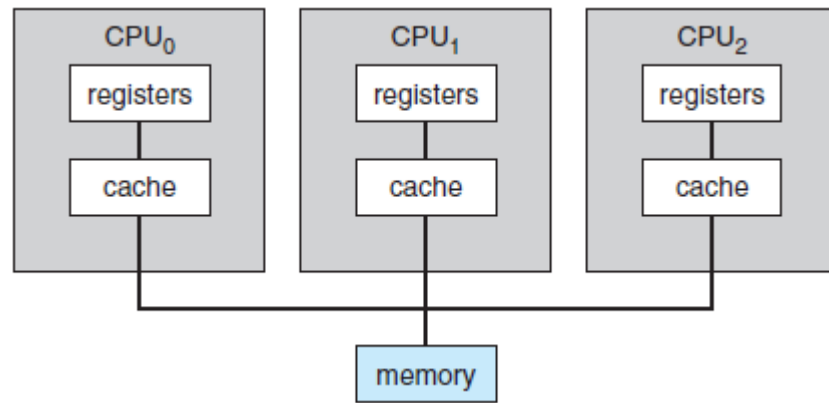 CPU₀ CPU₁ CPU₂
registers registers registers
cache cache cache
memory